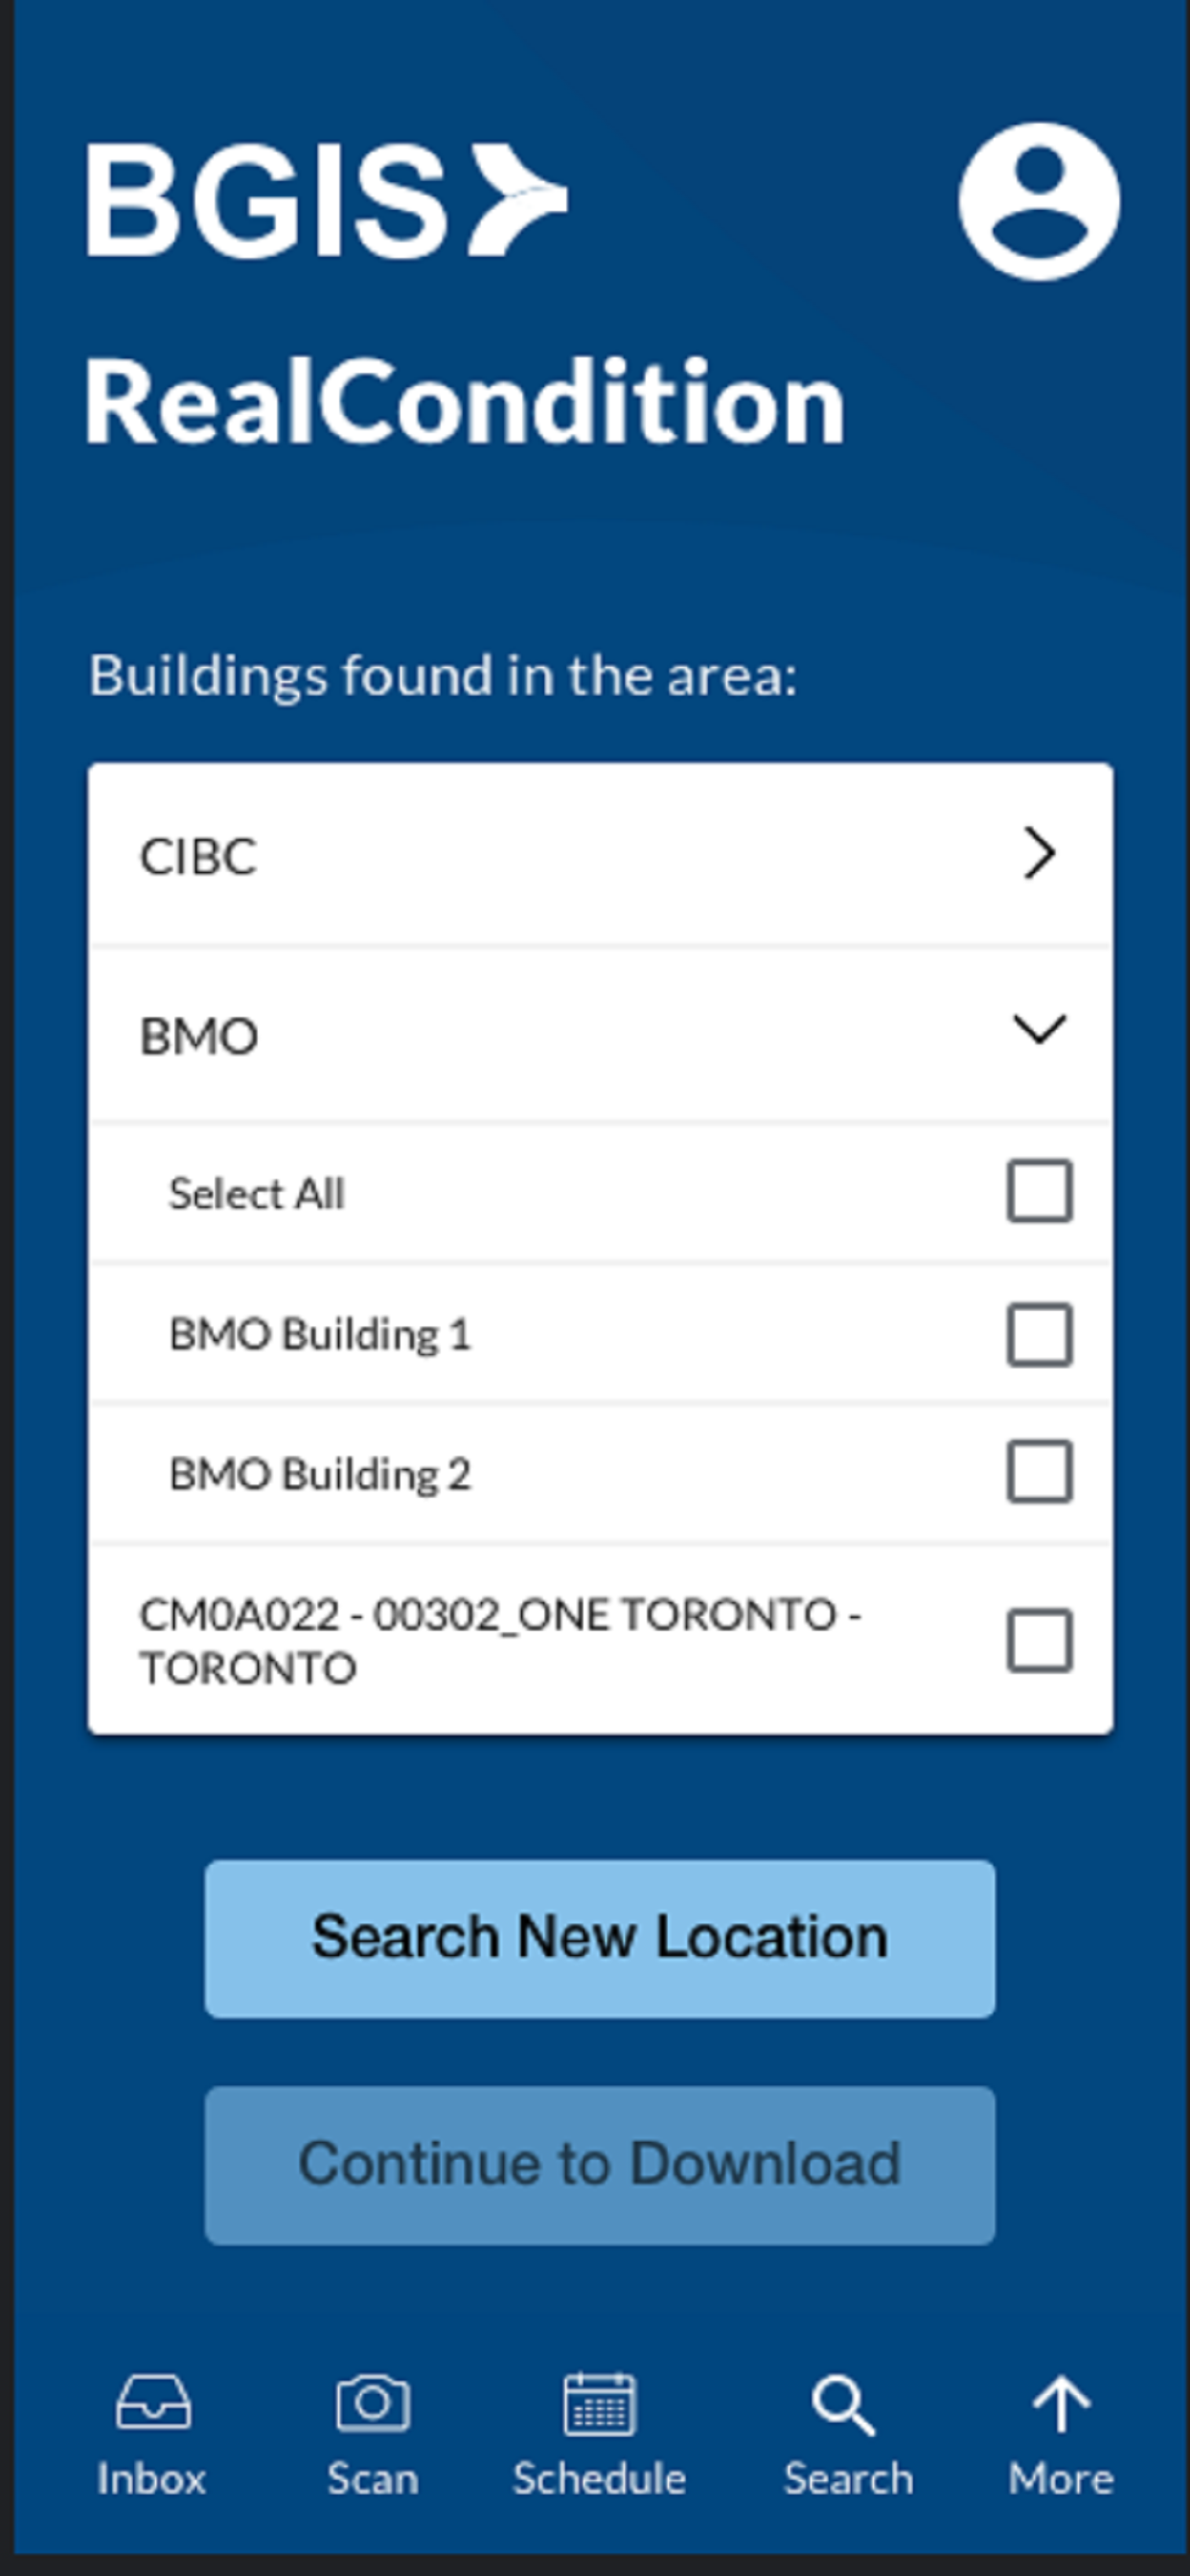 BGIS
RealCondition
Buildings found in the area:
CIBC
BMO
Select All
BMO Building 1
BMO Building 2
CM0A022 - 00302_ONE TORONTO -
TORONTO
Search New Location
Continue to Download
Inbox Scan Schedule Search More